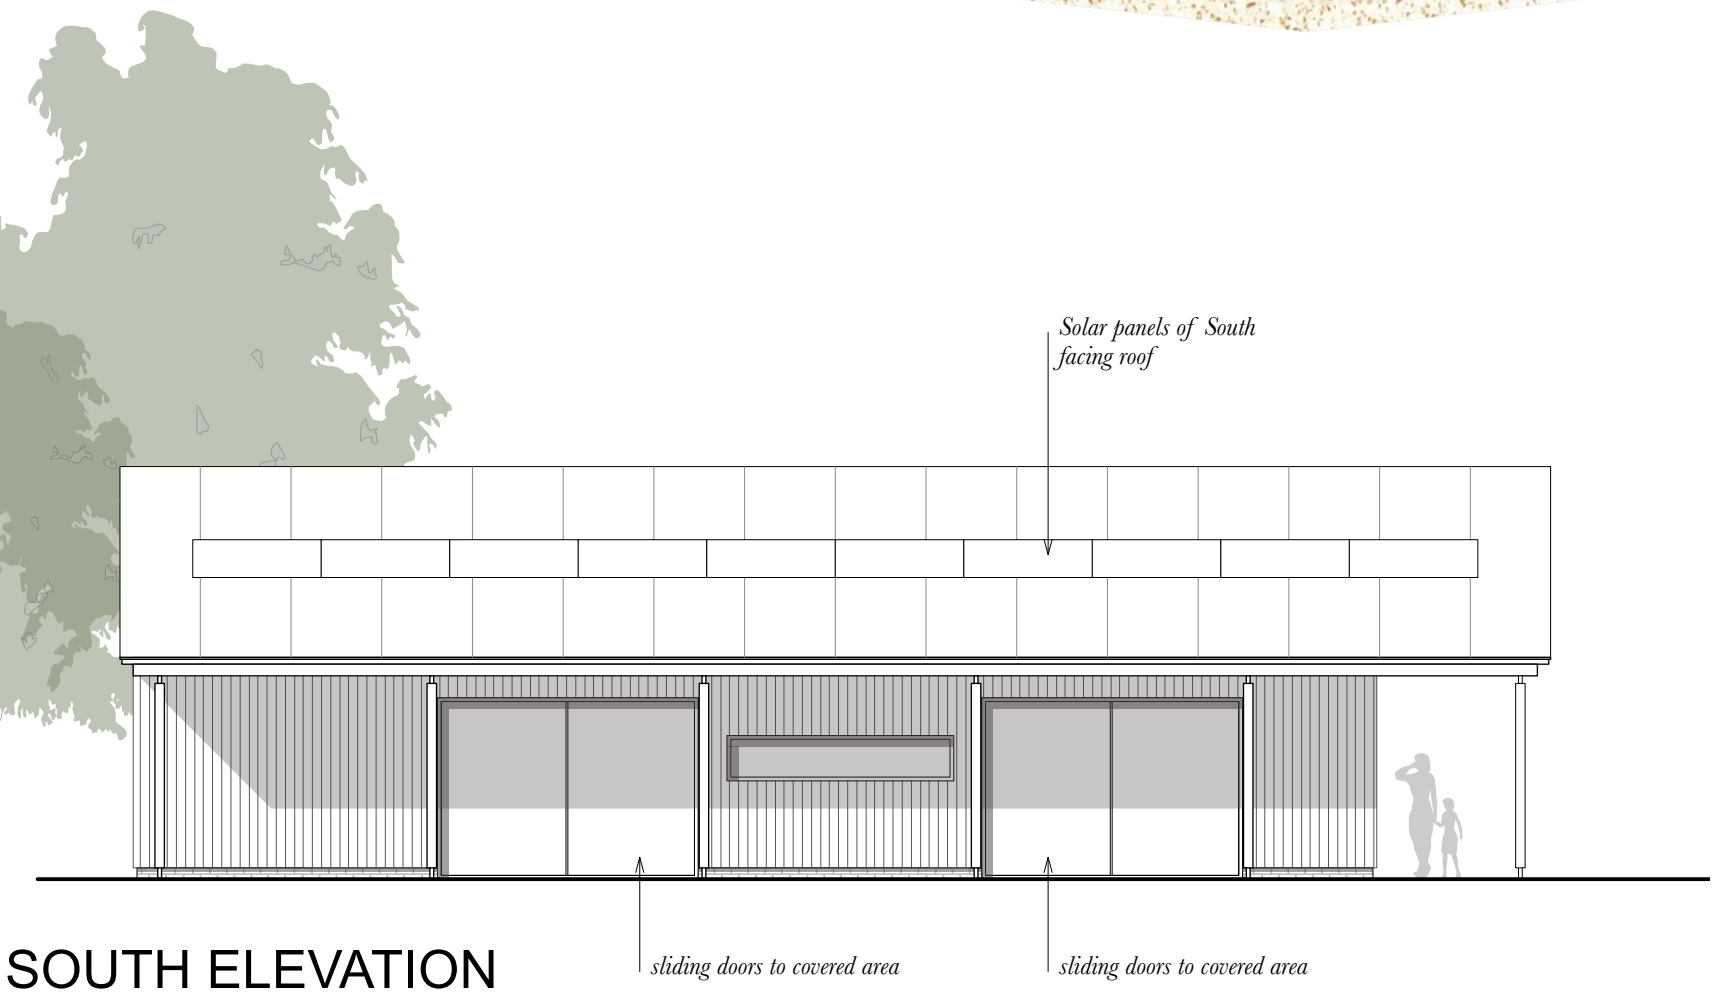 Solar panels of South
facing roof
sliding doors to covered area
sliding doors to covered area
SOUTH ELEVATION